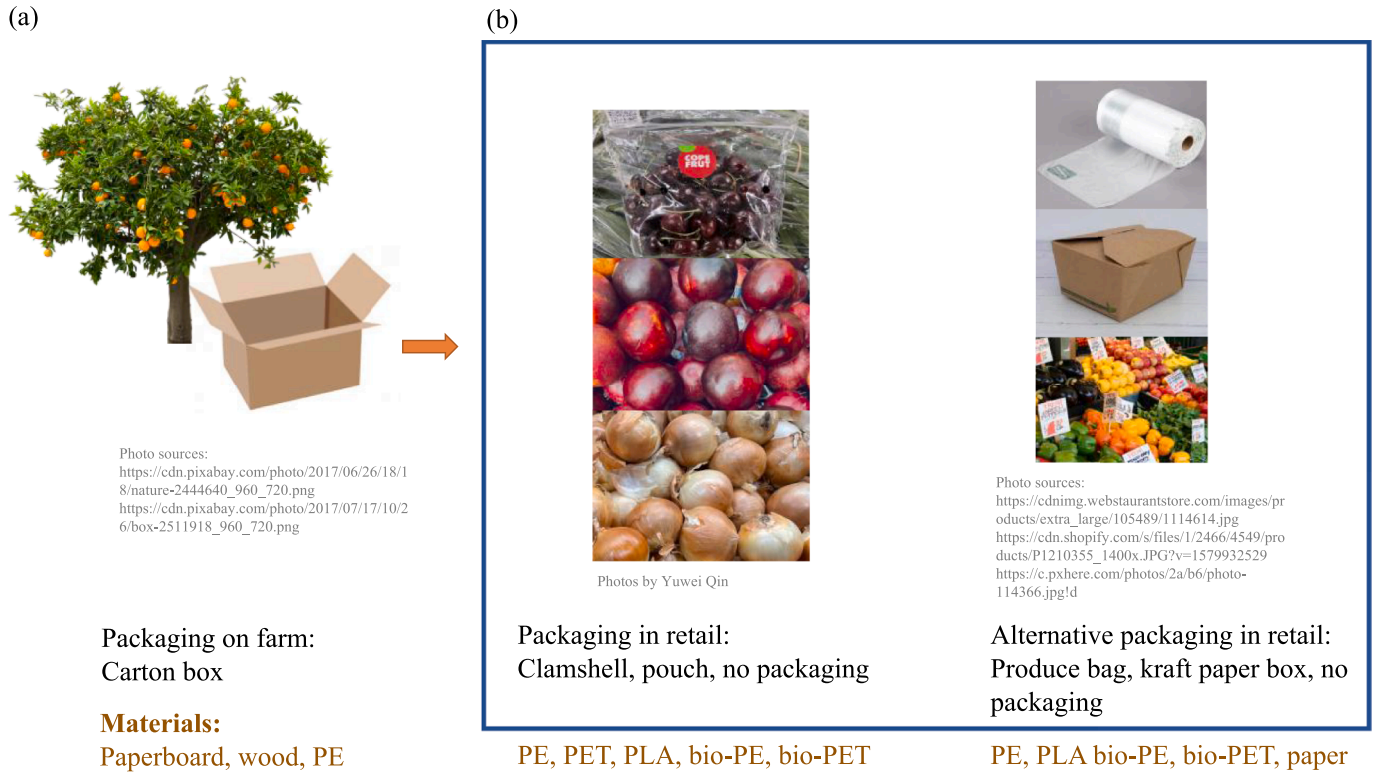 (a)
(b)
COPE
FRUT
Photo sources:
https://cdn.pixabay.com/photo/2017/06/26/18/1
8/nature-2444640_960_720.png
https://cdn.pixabay.com/photo/2017/07/17/10/2
6/box-2511918_960_720.png
Photos by Yuwei Qin
Photo sources:
https://cdnimg.webstaurantstore.com/images/pr
oducts/extra_large/105489/1114614.jpg
https://cdn.shopify.com/s/files/1/2466/4549/pro
ducts/P1210355_1400x.JPG?v=1579932529
https://c.pxhere.com/photos/2a/b6/photo-
114366.jpg!d
Packaging on farm:
Carton box
Packaging in retail:
Clamshell, pouch, no packaging
Alternative packaging in retail:
Produce bag, kraft paper box, no
packaging
Materials:
Paperboard, wood, PE
PE, PET, PLA, bio-PE, bio-PET
PE, PLA bio-PE, bio-PET, paper